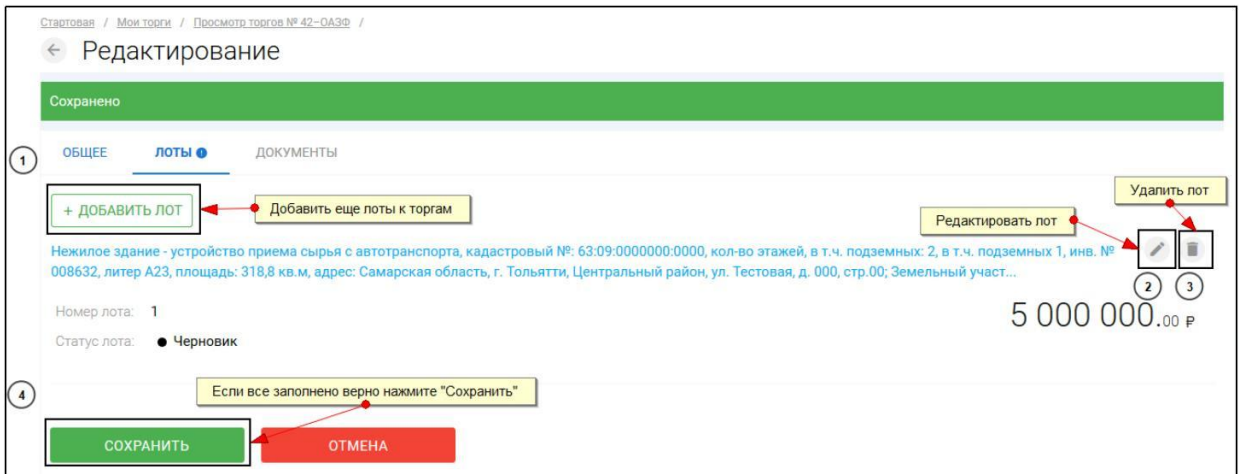 Стартовая / Мои торги / Просмотр торгов № 42–ОАЗФ /
Редактирование
Сохранено
1
ОБЩЕЕ ЛОТЫ ДОКУМЕНТЫ
Удалить лот
+ ДОБАВИТЬ ЛОТ
Добавить еще лоты к торгам
Редактировать лот
Нежилое здание - устройство приема сырья с автотранспорта, кадастровый №: 63:09:0000000:0000, кол-во этажей, в т.ч. подземных: 2, в т.ч. подземных 1, инв. №
008632, литер А23, площадь: 318,8 кв.м, адрес: Самарская область, г. Тольятти, Центральный район, ул. Тестовая, д. 000, стр.00; Земельный участ...
2 3
Номер лота: 1
5 000 000.00 ₽
Статус лота: ● Черновик
Если все заполнено верно нажмите "Сохранить"
4
СОХРАНИТЬ ОТМЕНА